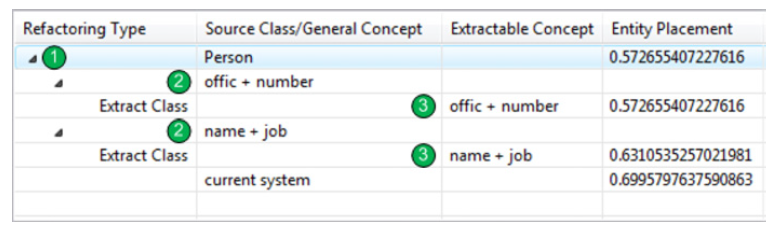 Refactoring Type Source Class/General Concept Extractable Concept Entity Placement
1 Person 0.572655407227616
2 offic + number
Extract Class 3 offic + number 0.572655407227616
2 name + job
Extract Class 3 name + job 0.6310535257021981
current system 0.6995797637590863